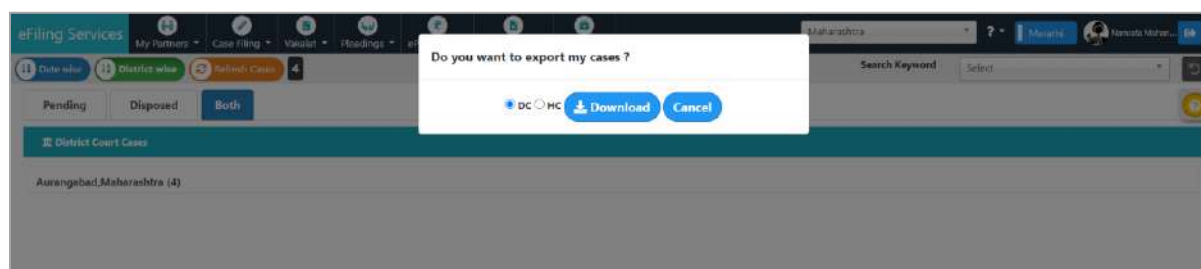 eFiling Services
My Partners
Case Filing
Vakalat
Pleadings
Maharashtra
?
Marathi
Do you want to export my cases ?
DC HC Download Cancel
Date wise
District wise
Refresh Cases
4
Search Keyword
Select
Pending
Disposed
Both
District Court Cases
Aurangabad,Maharashtra (4)